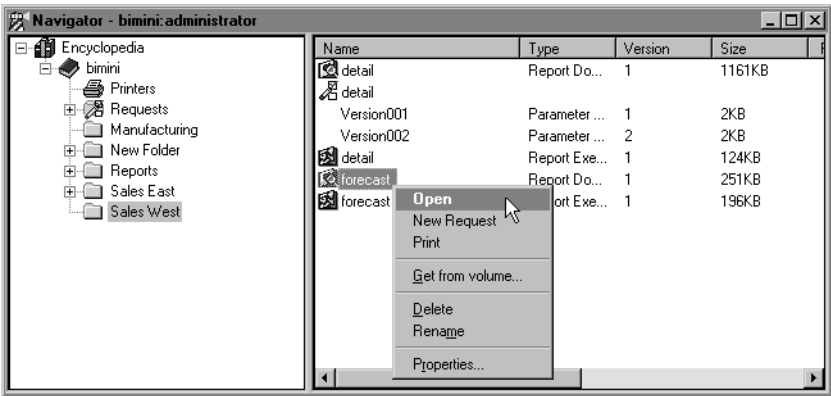 Navigator - bimini:administrator
Encyclopedia
bimini
Printers
Requests
Manufacturing
New Folder
Reports
Sales East
Sales West
Name Type Version Size
detail Report Do... 1 1161KB
detail
Version001 Parameter ... 1 2KB
Version002 Parameter ... 2 2KB
detail Report Exe... 1 124KB
forecast Report Do... 1 251KB
forecast ort Exe... 1 196KB
Open
New Request
Print
Get from volume...
Delete
Rename
Properties...